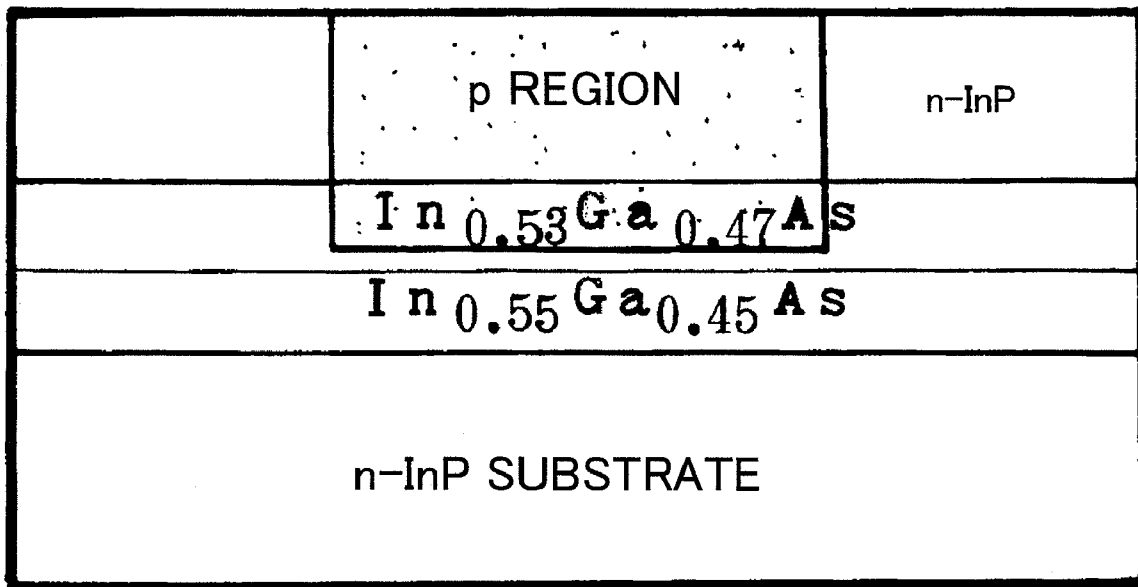 p REGION
n-InP
In0.53Ga0.47As
In0.55Ga0.45As
n-InP SUBSTRATE